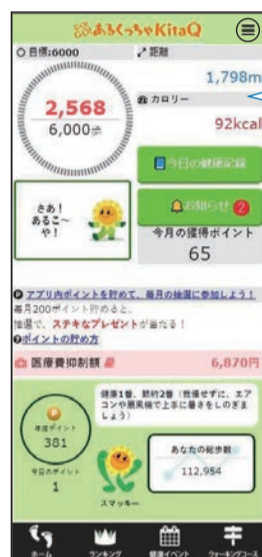 あるくっちゃKitaQ
目標:6000
距離
1,798m
2,568
6,000歩
カロリー
92kcal
今日の健康記録
さあ！
あるこ～
や！
お知らせ 2
今月の獲得ポイント
65
アプリ内ポイントを貯めて、毎月の抽選に参加しよう！
毎月200ポイント貯めると、
抽選で、ステキなプレゼントが当たる！
ポイントの貯め方
医療費抑制額
6,870円
健康1番、節約2番（我慢せずに、エア
コンや扇風機で上手に暑さをしのぎま
しょう）
P
年度ポイント
381
今日のポイント
1
スマッキー
あなたの総歩数
112,954
ホーム
ランキング
健康イベント
ウォーキングコース